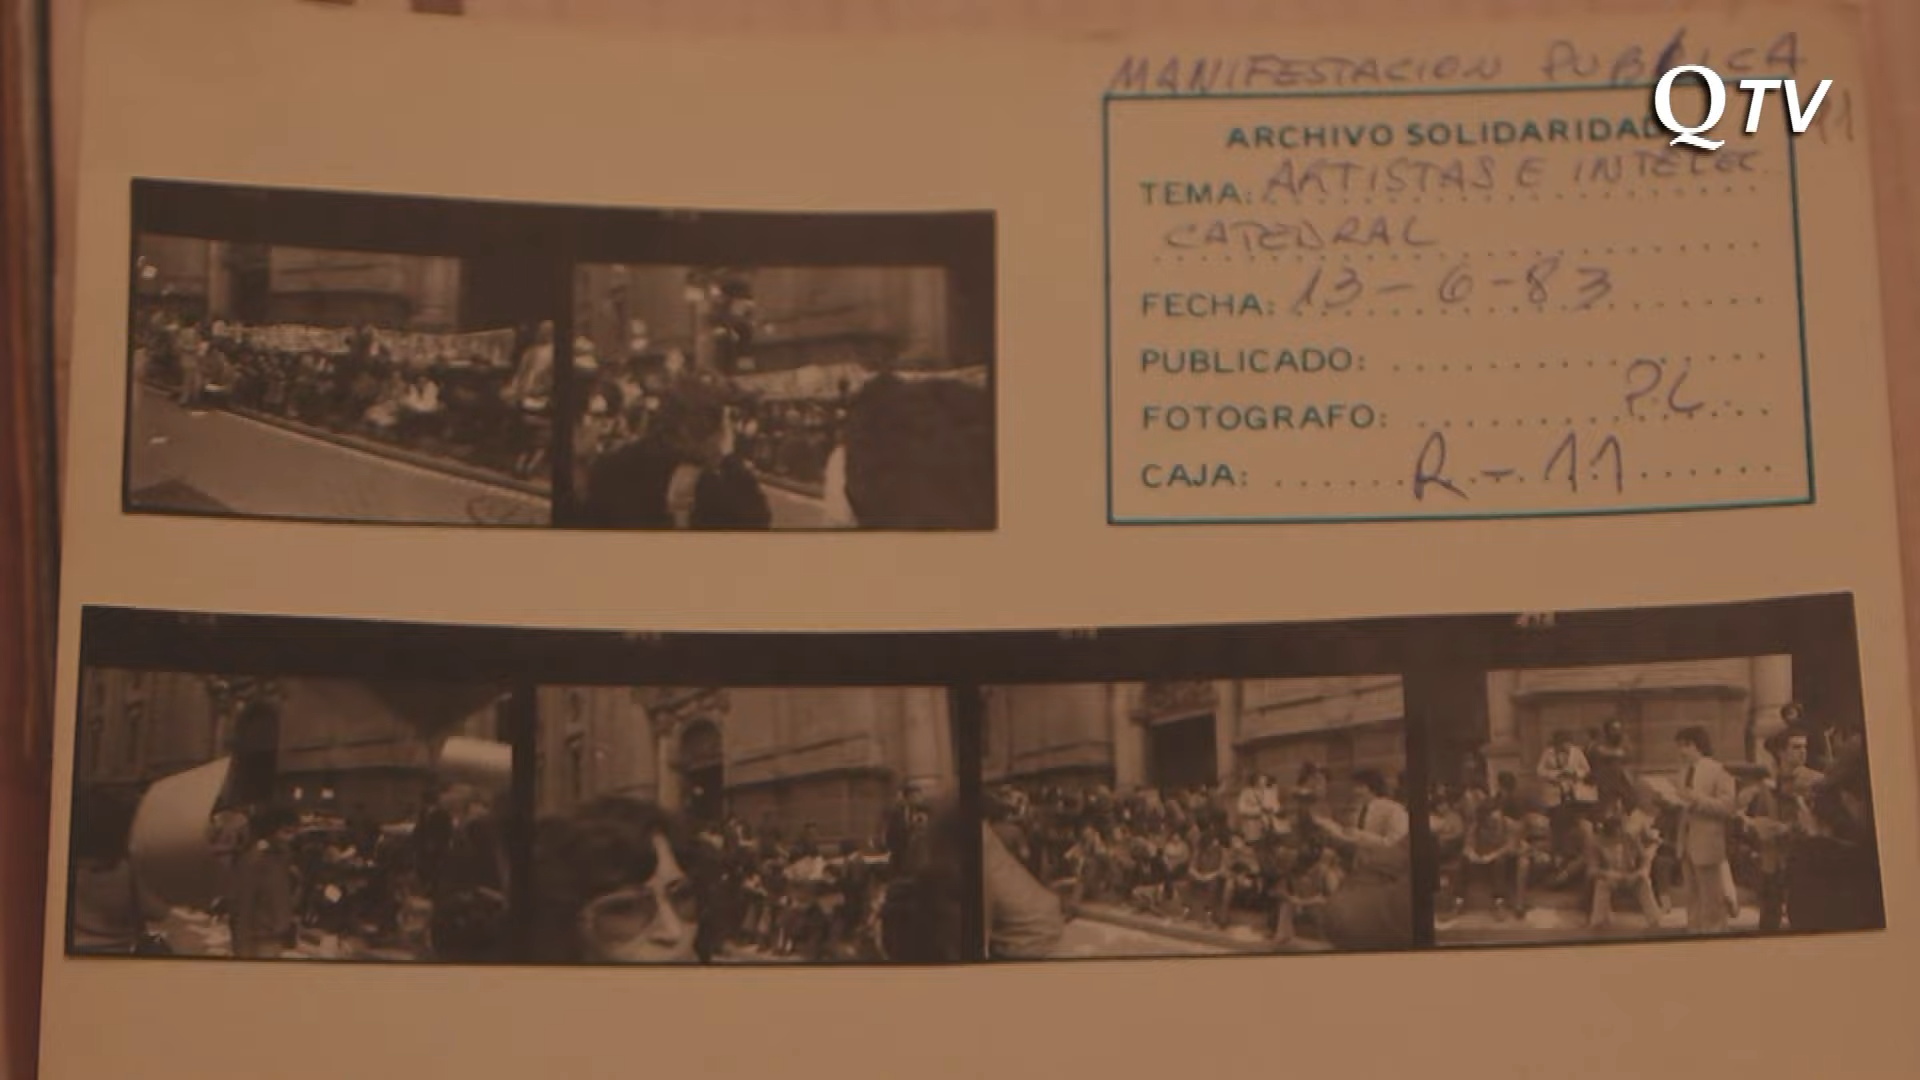 MANIFESTACION PUBLICA
QTV
ARCHIVO SOLIDARIDAD
TEMA: ARTISTAS E INTELEC
CATEDRAL
FECHA: 13-6-83
PUBLICADO:
FOTOGRAFO: P.L.
CAJA: R-11